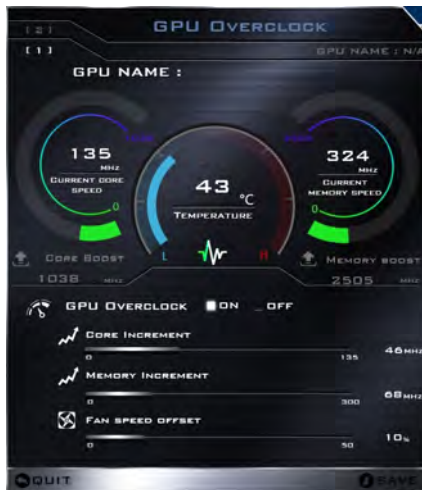 [2]
GPU Overclock
[1]
GPU NAME : N/A
GPU NAME :
135
MHZ
Current core
speed
0
43 °C
Temperature
L
H
324
MHZ
Current
memory speed
0
Core Boost
1038 MHZ
Memory boost
2505 MHZ
GPU Overclock ON OFF
Core Increment
0 135 46MHZ
Memory Increment
0 300 68MHZ
Fan speed offset
0 50 10%
QUIT
SAVE